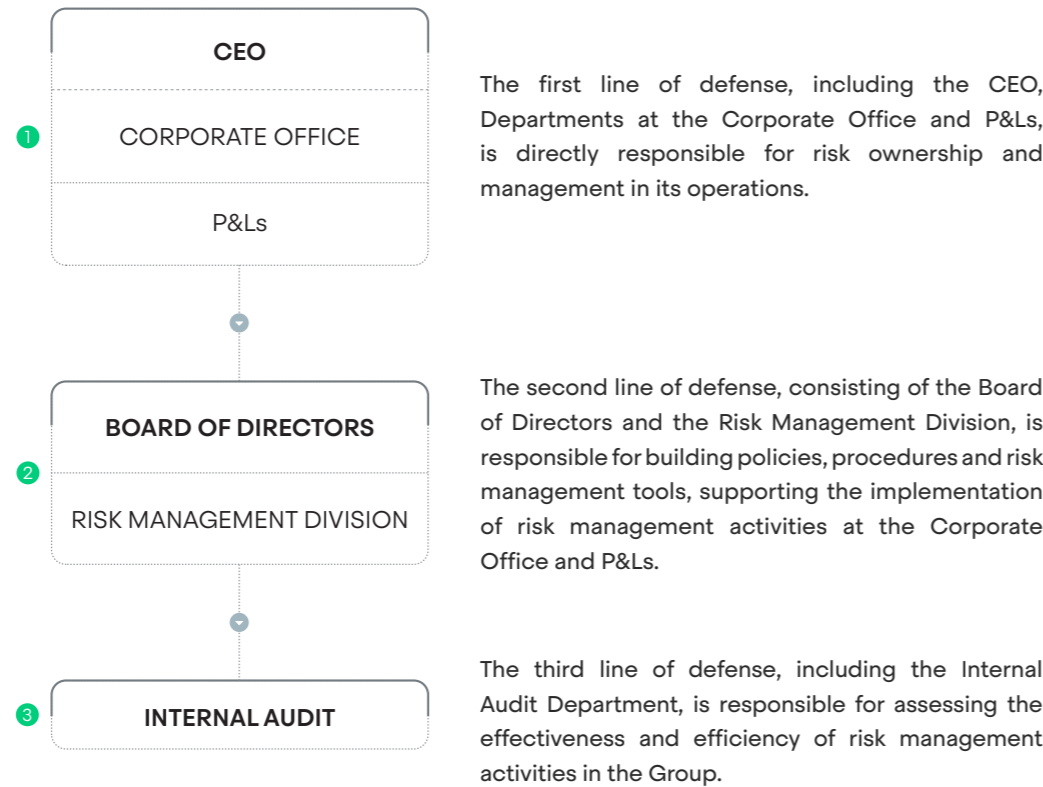 CEO
1
CORPORATE OFFICE
P&Ls
The first line of defense, including the CEO,
Departments at the Corporate Office and P&Ls,
is directly responsible for risk ownership and
management in its operations.
BOARD OF DIRECTORS
2
RISK MANAGEMENT DIVISION
The second line of defense, consisting of the Board
of Directors and the Risk Management Division, is
responsible for building policies, procedures and risk
management tools, supporting the implementation
of risk management activities at the Corporate
Office and P&Ls.
3
INTERNAL AUDIT
The third line of defense, including the Internal
Audit Department, is responsible for assessing the
effectiveness and efficiency of risk management
activities in the Group.